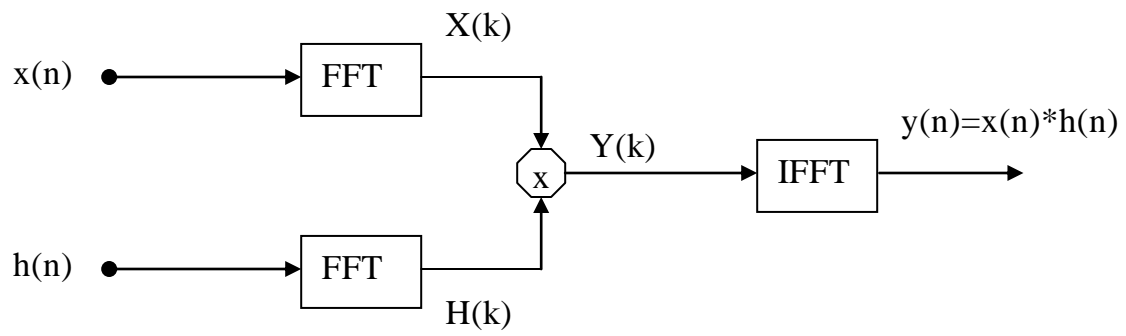 X(k)
x(n)
FFT
y(n)=x(n)*h(n)
Y(k)
x
IFFT
h(n)
FFT
H(k)